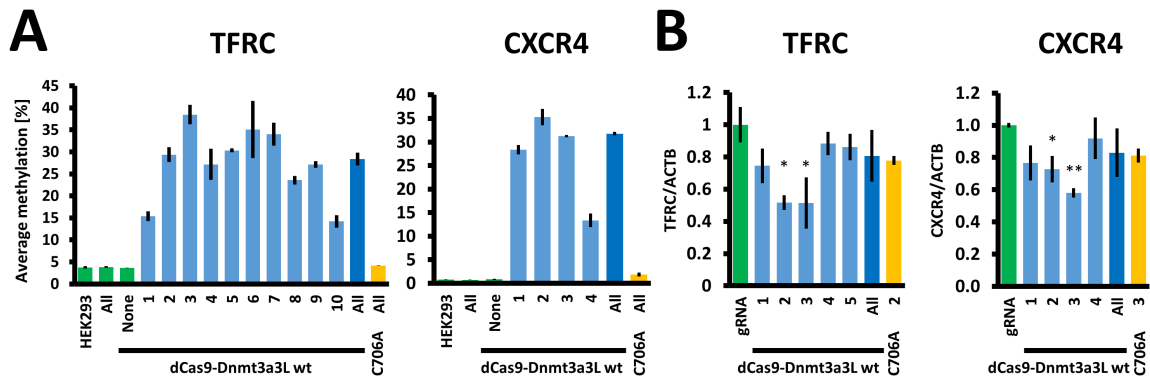 A
TFRC
CXCR4
Average methylation [%]
45
40
35
30
25
20
15
10
5
0
HEK293
All
None
1
2
3
4
5
6
7
8
9
10
All
All
dCas9-Dnmt3a3L wt
C706A
40
35
30
25
20
15
10
5
0
HEK293
All
None
1
2
3
4
All
All
dCas9-Dnmt3a3L wt
C706A
B
TFRC
CXCR4
TFRC/ACTB
1.2
1
0.8
0.6
0.4
0.2
0
*
*
gRNA
1
2
3
4
5
All
2
dCas9-Dnmt3a3L wt
C706A
CXCR4/ACTB
1.2
1.0
0.8
0.6
0.4
0.2
0.0
*
**
gRNA
1
2
3
4
All
3
dCas9-Dnmt3a3L wt
C706A